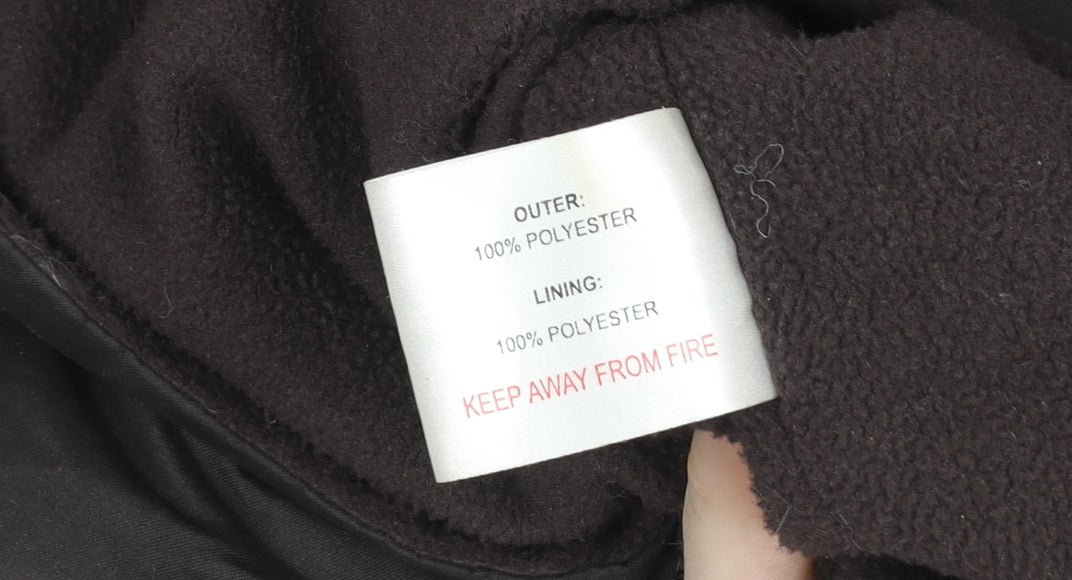 OUTER:
100% POLYESTER
LINING:
100% POLYESTER
KEEP AWAY FROM FIRE